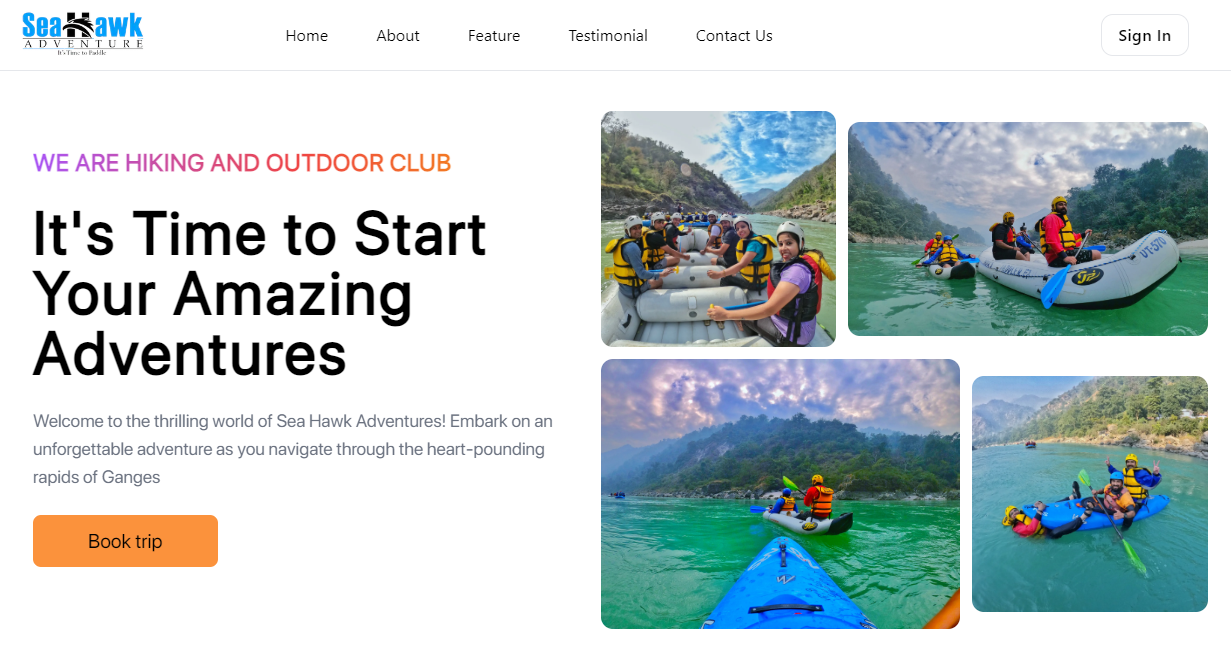 SeaHawk
ADVENTURE
It's Time to Paddle
Home
About
Feature
Testimonial
Contact Us
Sign In
WE ARE HIKING AND OUTDOOR CLUB
It's Time to Start
Your Amazing
Adventures
Welcome to the thrilling world of Sea Hawk Adventures! Embark on an
unforgettable adventure as you navigate through the heart-pounding
rapids of Ganges
Book trip
UT-570